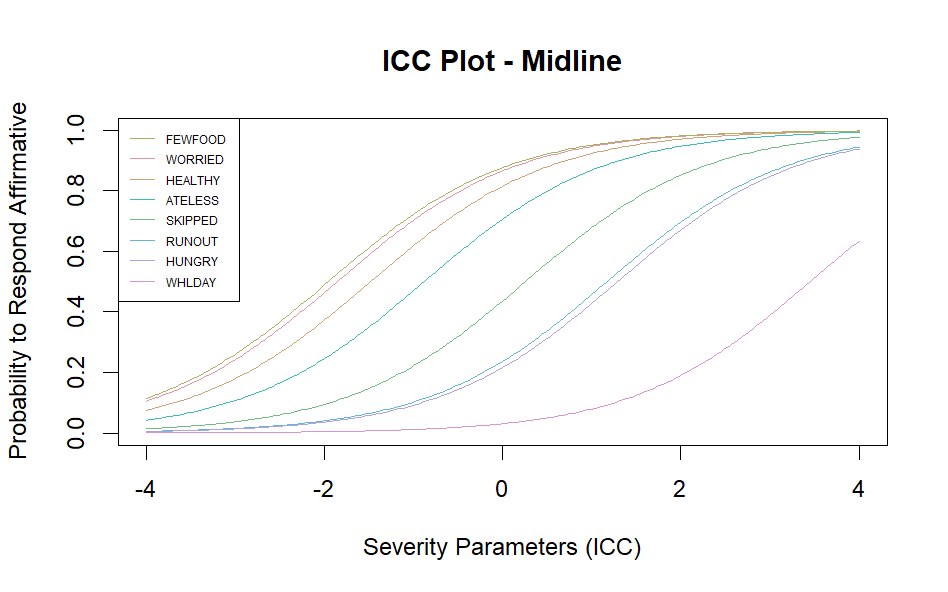 ICC Plot - Midline
Probability to Respond Affirmative
1.0
0.8
0.6
0.4
0.2
0.0
FEWFOOD
WORRIED
HEALTHY
ATELESS
SKIPPED
RUNOUT
HUNGRY
WHLDAY
-4 -2 0 2 4
Severity Parameters (ICC)